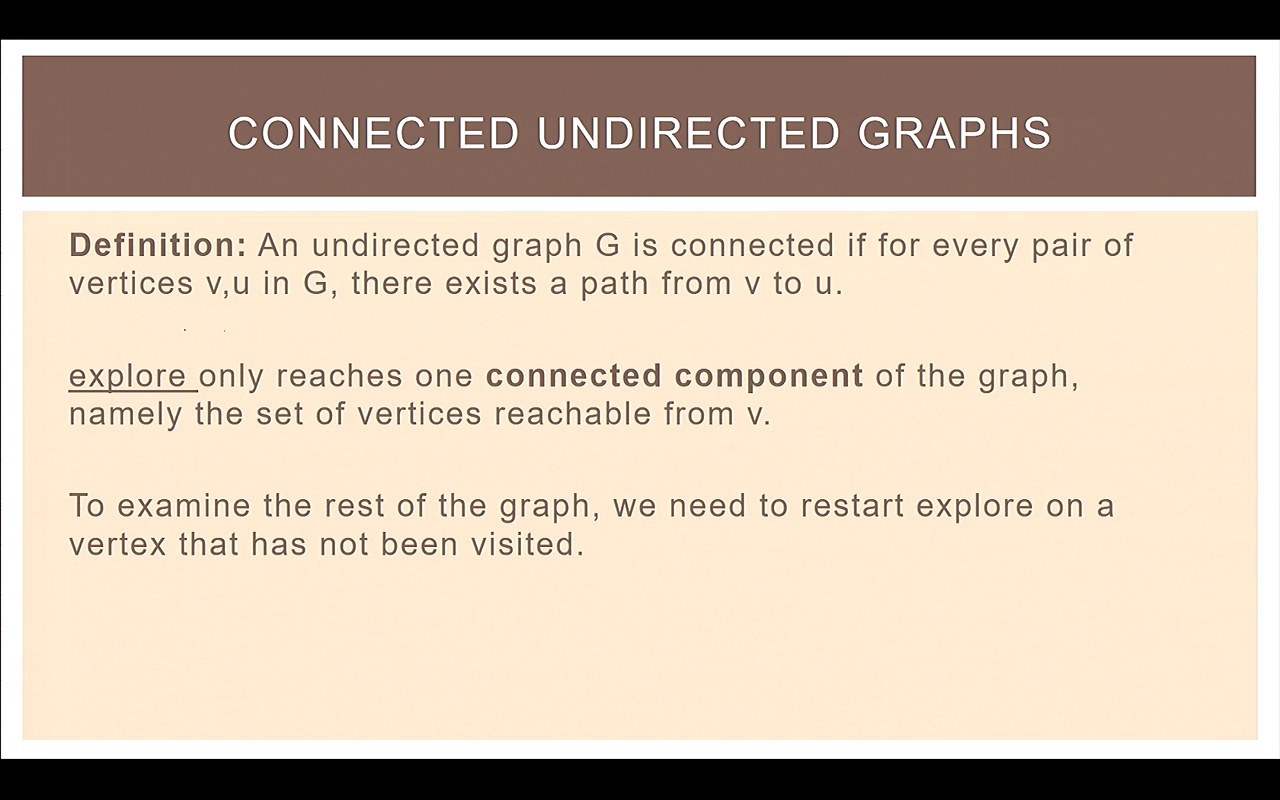 CONNECTED UNDIRECTED GRAPHS
Definition: An undirected graph G is connected if for every pair of
vertices v,u in G, there exists a path from v to u.
explore only reaches one connected component of the graph,
namely the set of vertices reachable from v.
To examine the rest of the graph, we need to restart explore on a
vertex that has not been visited.